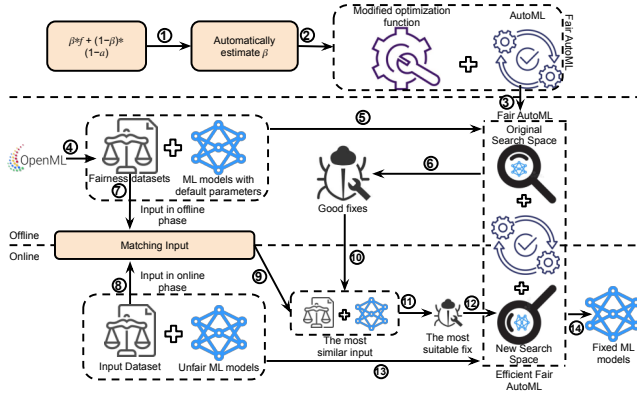 β*f + (1−β)*
(1−a)
①
Automatically
estimate β
②
Modified optimization
function
AutoML
Fair AutoML
③
Fair AutoML
Original
Search Space
④
OpenML
Fairness datasets
ML models with
default parameters
⑤
⑥
Good fixes
⑦
Input in offline
phase
Offline
Online
Matching Input
⑧
Input in online
phase
⑨
⑩
Input Dataset
Unfair ML models
The most
similar input
⑪
The most
suitable fix
⑫
⑬
New Search
Space
Efficient Fair
AutoML
⑭
Fixed ML
models